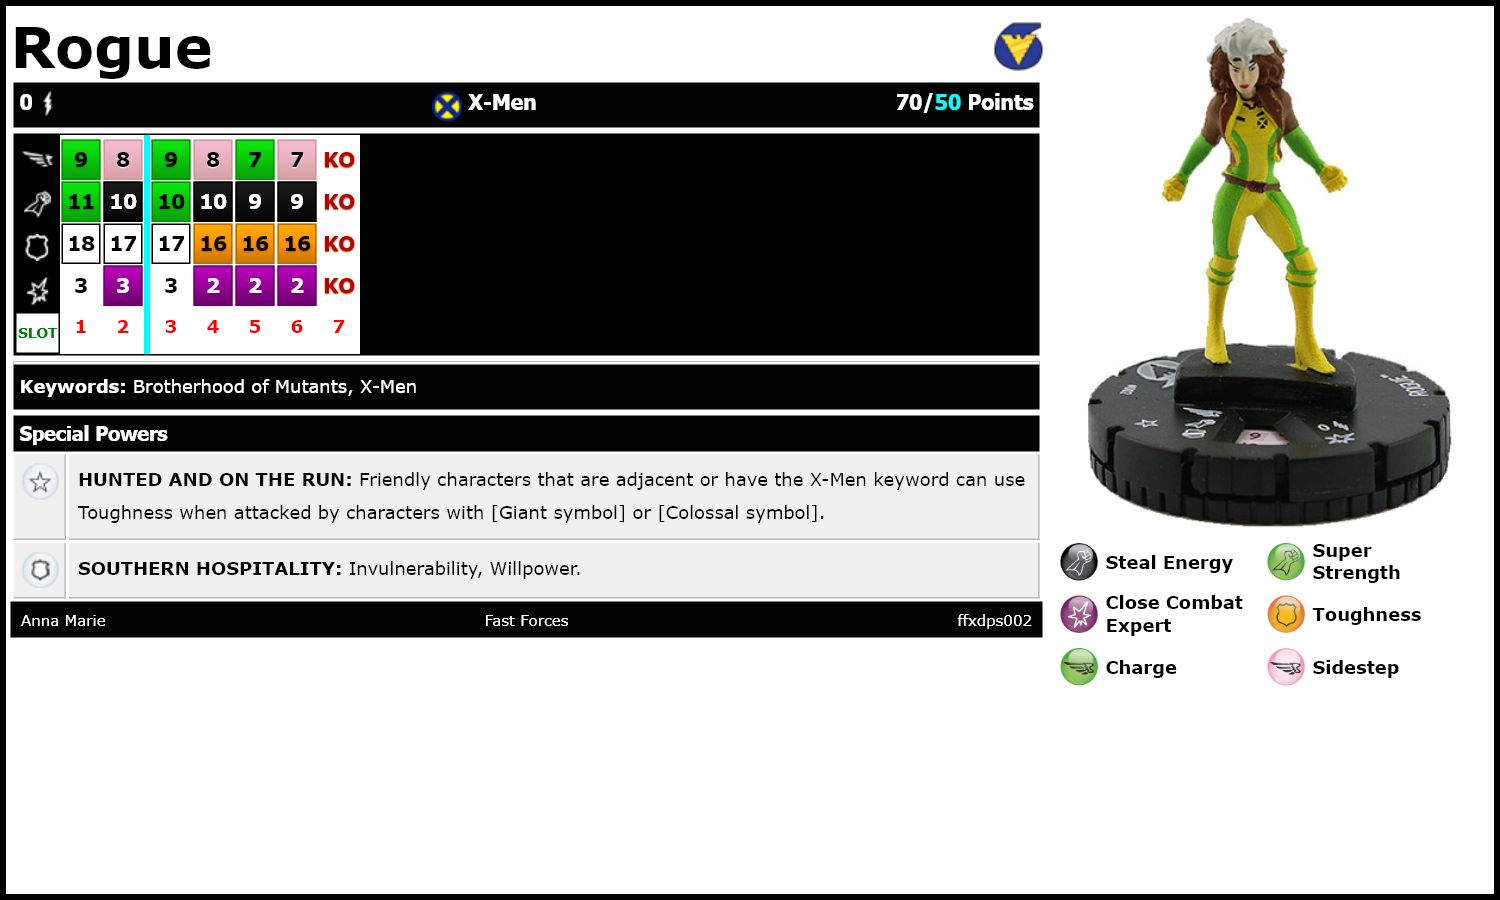 Rogue
0 X-Men 70/50 Points
9 8 9 8 7 7 KO
11 10 10 10 9 9 KO
18 17 17 16 16 16 KO
3 3 3 2 2 2 KO
SLOT 1 2 3 4 5 6 7
Keywords: Brotherhood of Mutants, X-Men
Special Powers
HUNTED AND ON THE RUN: Friendly characters that are adjacent or have the X-Men keyword can use
Toughness when attacked by characters with [Giant symbol] or [Colossal symbol].
SOUTHERN HOSPITALITY: Invulnerability, Willpower.
Anna Marie Fast Forces ffxdps002
ROGUE
002
9
0
Steal Energy
Super
Strength
Close Combat
Expert
Toughness
Charge
Sidestep